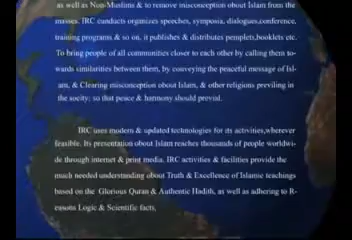 as well as Non-Muslims & to remove misconception about Islam from the
masses. IRC conducts orgmizes speeches, symposia, dialogues,conference,
training programs & so on, it publishes & distributes pemplets,booklets etc.
To bring people of all communities closer to each other by calling them to-
wards similarities between them, by conveying the peaceful message of Isl-
am, & Clearing misconception about Islam, & other religions previling in
the socity; so that peace & harmony should previal.
IRC uses modern & updated technologies for its activities,wherever
feasible. Its presentation about Islam reaches thousands of people worldwi-
de through internet & print media. IRC activities & facilities provide the
much needed understanding about Truth & Excellence of Islamic teachings
based on the Glorious Quran & Authentic Hadith, as well as adhering to R-
easons Logic & Scientific facts,